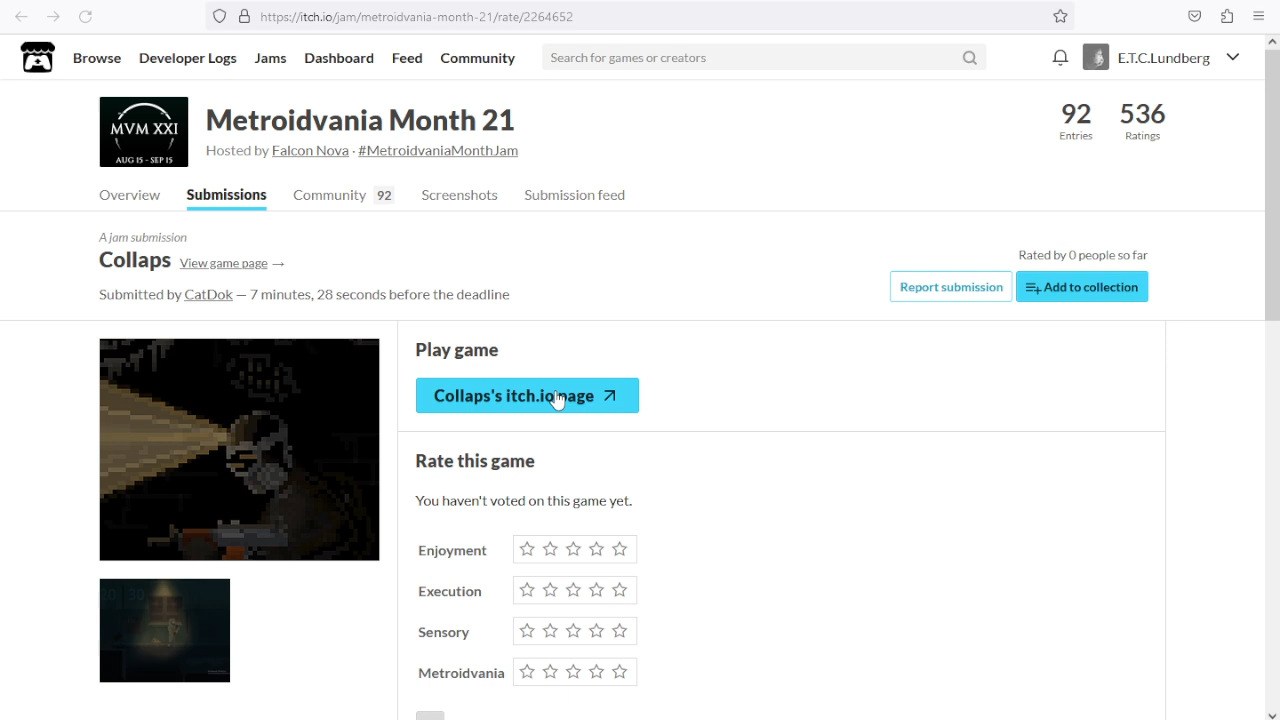 https://itch.io/jam/metroidvania-month-21/rate/2264652
Browse Developer Logs Jams Dashboard Feed Community Search for games or creators E.T.C.Lundberg
MVM XXI
AUG 15 - SEP 15
Metroidvania Month 21
Hosted by Falcon Nova · #MetroidvaniaMonthJam
92 536
Entries Ratings
Overview Submissions Community 92 Screenshots Submission feed
A jam submission
Collaps View game page →
Submitted by CatDok — 7 minutes, 28 seconds before the deadline
Rated by 0 people so far
Report submission Add to collection
Play game
Collaps's itch.io page
Rate this game
You haven't voted on this game yet.
Enjoyment
Execution
Sensory
Metroidvania